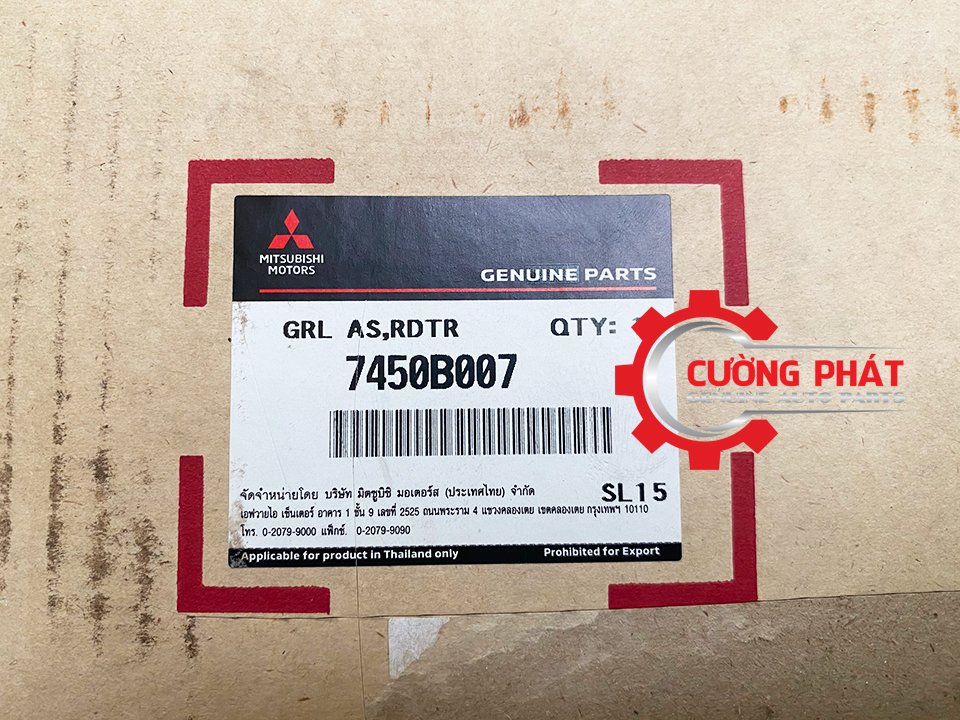 MITSUBISHI
MOTORS
GENUINE PARTS
GRL AS,RDTR QTY:
7450B007
CƯỜNG PHÁT
GENUINE AUTO PARTS
จัดจำหน่ายโดย บริษัท มิตซูบิชิ มอเตอร์ส (ประเทศไทย) จำกัด SL15
เอฟวายไอ เซ็นเตอร์ อาคาร 1 ชั้น 9 เลขที่ 2525 ถนนพระราม 4 แขวงคลองเตย เขตคลองเตย กรุงเทพฯ 10110
โทร. 0-2079-9000 แฟ็กซ์. 0-2079-9090
Applicable for product in Thailand only Prohibited for Export